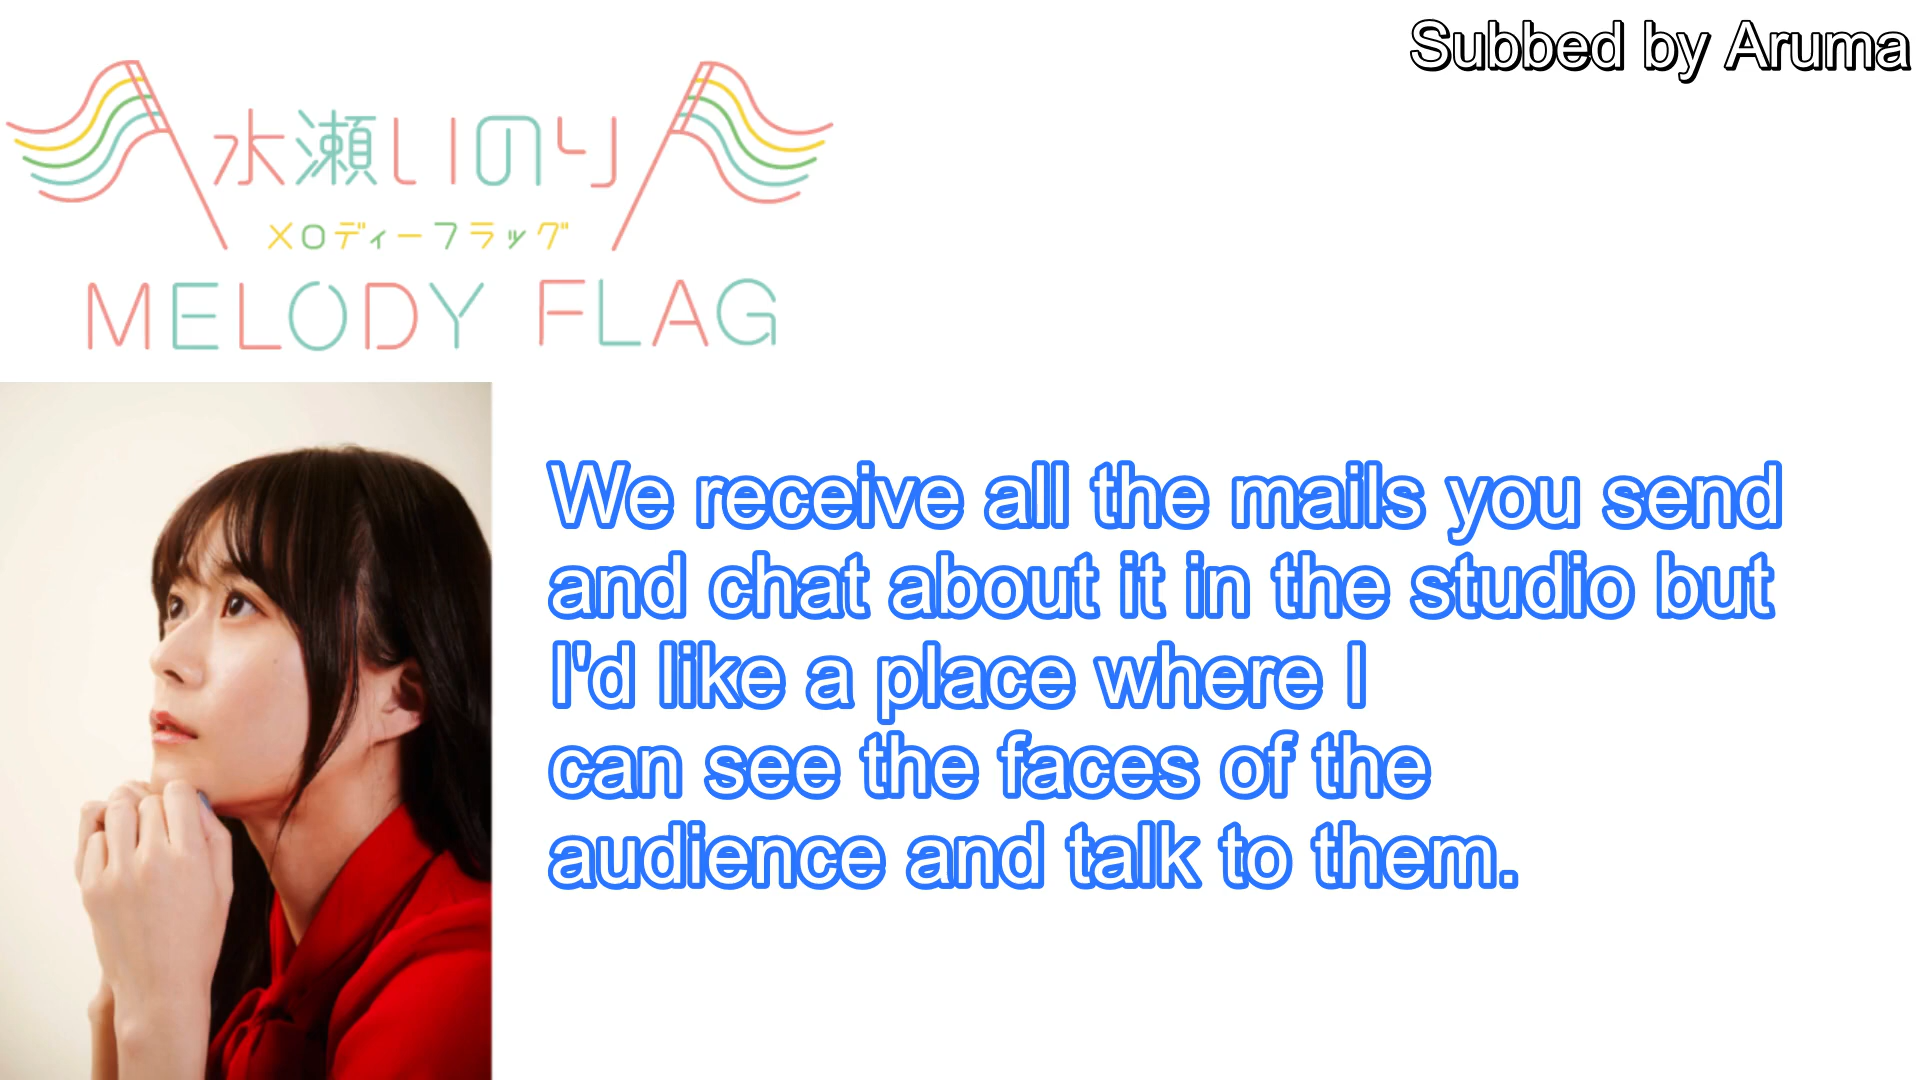 Subbed by Aruma
水瀬いのり
メロディーフラッグ
MELODY FLAG
We receive all the mails you send
and chat about it in the studio but
I'd like a place where I
can see the faces of the
audience and talk to them.